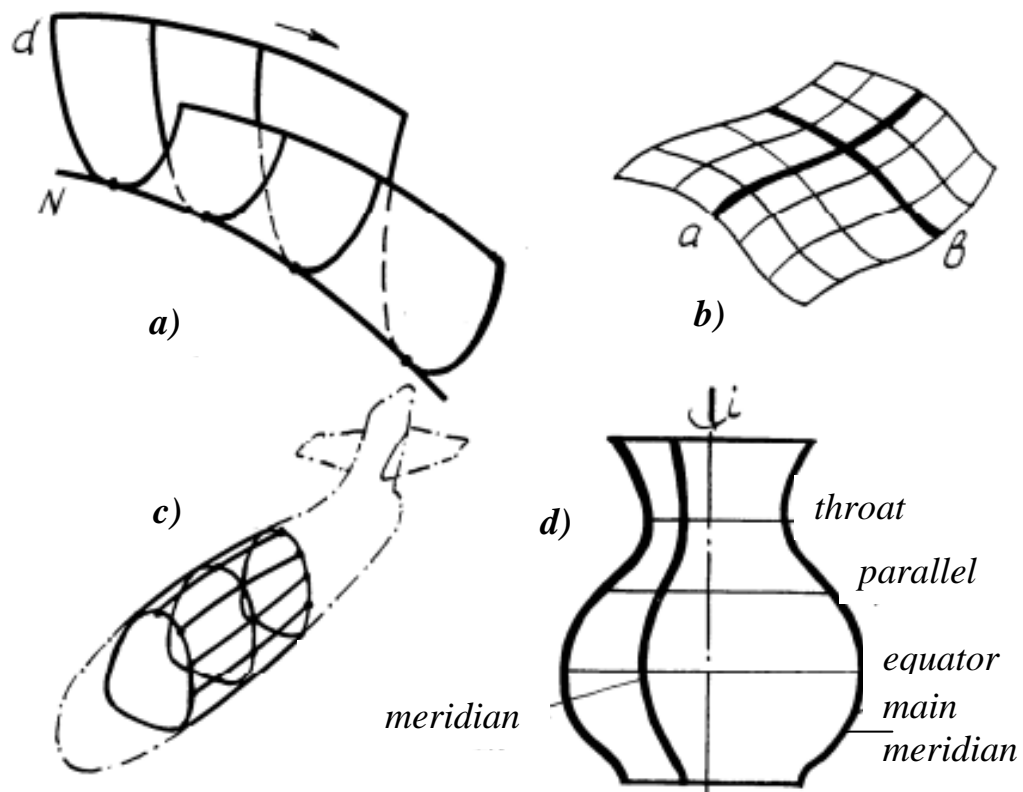 d
N
a)
a
в
b)
c)
i
d)
throat
parallel
equator
main
meridian
meridian